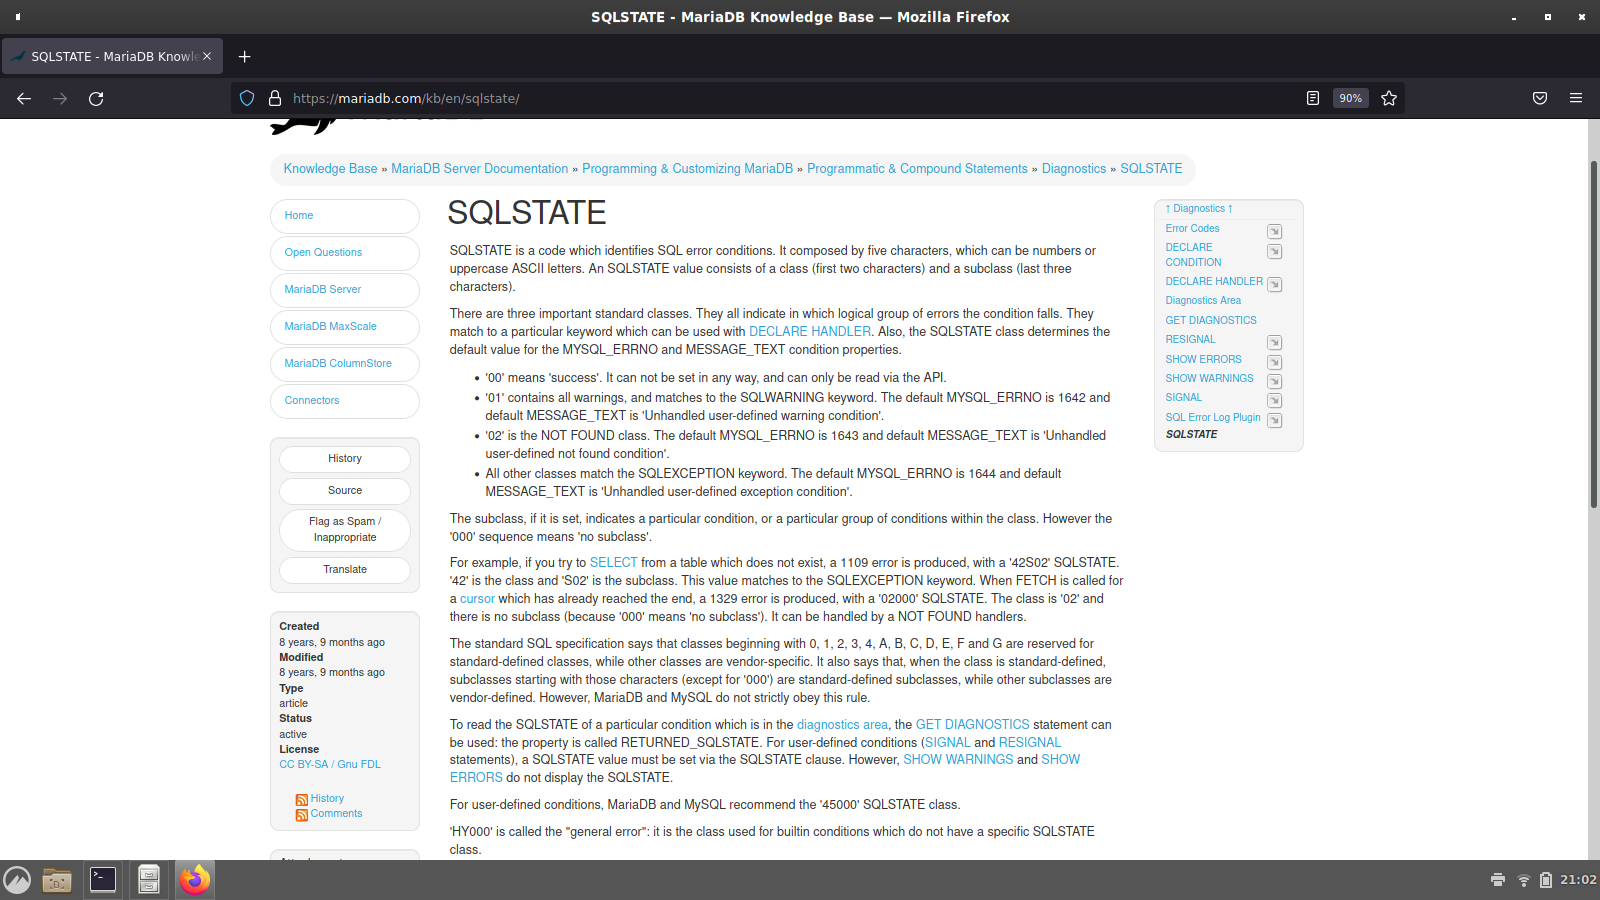 SQLSTATE - MariaDB Knowledge Base — Mozilla Firefox
SQLSTATE - MariaDB Knowle
https://mariadb.com/kb/en/sqlstate/
90%
Knowledge Base » MariaDB Server Documentation » Programming & Customizing MariaDB » Programmatic & Compound Statements » Diagnostics » SQLSTATE
Home
Open Questions
MariaDB Server
MariaDB MaxScale
MariaDB ColumnStore
Connectors
History
Source
Flag as Spam /
Inappropriate
Translate
Created
8 years, 9 months ago
Modified
8 years, 9 months ago
Type
article
Status
active
License
CC BY-SA / Gnu FDL
History
Comments
SQLSTATE
SQLSTATE is a code which identifies SQL error conditions. It composed by five characters, which can be numbers or
uppercase ASCII letters. An SQLSTATE value consists of a class (first two characters) and a subclass (last three
characters).
There are three important standard classes. They all indicate in which logical group of errors the condition falls. They
match to a particular keyword which can be used with DECLARE HANDLER. Also, the SQLSTATE class determines the
default value for the MYSQL_ERRNO and MESSAGE_TEXT condition properties.
• '00' means 'success'. It can not be set in any way, and can only be read via the API.
• '01' contains all warnings, and matches to the SQLWARNING keyword. The default MYSQL_ERRNO is 1642 and
default MESSAGE_TEXT is 'Unhandled user-defined warning condition'.
• '02' is the NOT FOUND class. The default MYSQL_ERRNO is 1643 and default MESSAGE_TEXT is 'Unhandled
user-defined not found condition'.
• All other classes match the SQLEXCEPTION keyword. The default MYSQL_ERRNO is 1644 and default
MESSAGE_TEXT is 'Unhandled user-defined exception condition'.
The subclass, if it is set, indicates a particular condition, or a particular group of conditions within the class. However the
'000' sequence means 'no subclass'.
For example, if you try to SELECT from a table which does not exist, a 1109 error is produced, with a '42S02' SQLSTATE.
'42' is the class and 'S02' is the subclass. This value matches to the SQLEXCEPTION keyword. When FETCH is called for
a cursor which has already reached the end, a 1329 error is produced, with a '02000' SQLSTATE. The class is '02' and
there is no subclass (because '000' means 'no subclass'). It can be handled by a NOT FOUND handlers.
The standard SQL specification says that classes beginning with 0, 1, 2, 3, 4, A, B, C, D, E, F and G are reserved for
standard-defined classes, while other classes are vendor-specific. It also says that, when the class is standard-defined,
subclasses starting with those characters (except for '000') are standard-defined subclasses, while other subclasses are
vendor-defined. However, MariaDB and MySQL do not strictly obey this rule.
To read the SQLSTATE of a particular condition which is in the diagnostics area, the GET DIAGNOSTICS statement can
be used: the property is called RETURNED_SQLSTATE. For user-defined conditions (SIGNAL and RESIGNAL
statements), a SQLSTATE value must be set via the SQLSTATE clause. However, SHOW WARNINGS and SHOW
ERRORS do not display the SQLSTATE.
For user-defined conditions, MariaDB and MySQL recommend the '45000' SQLSTATE class.
'HY000' is called the "general error": it is the class used for builtin conditions which do not have a specific SQLSTATE
class.
↑ Diagnostics ↑
Error Codes
DECLARE
CONDITION
DECLARE HANDLER
Diagnostics Area
GET DIAGNOSTICS
RESIGNAL
SHOW ERRORS
SHOW WARNINGS
SIGNAL
SQL Error Log Plugin
SQLSTATE
21:02